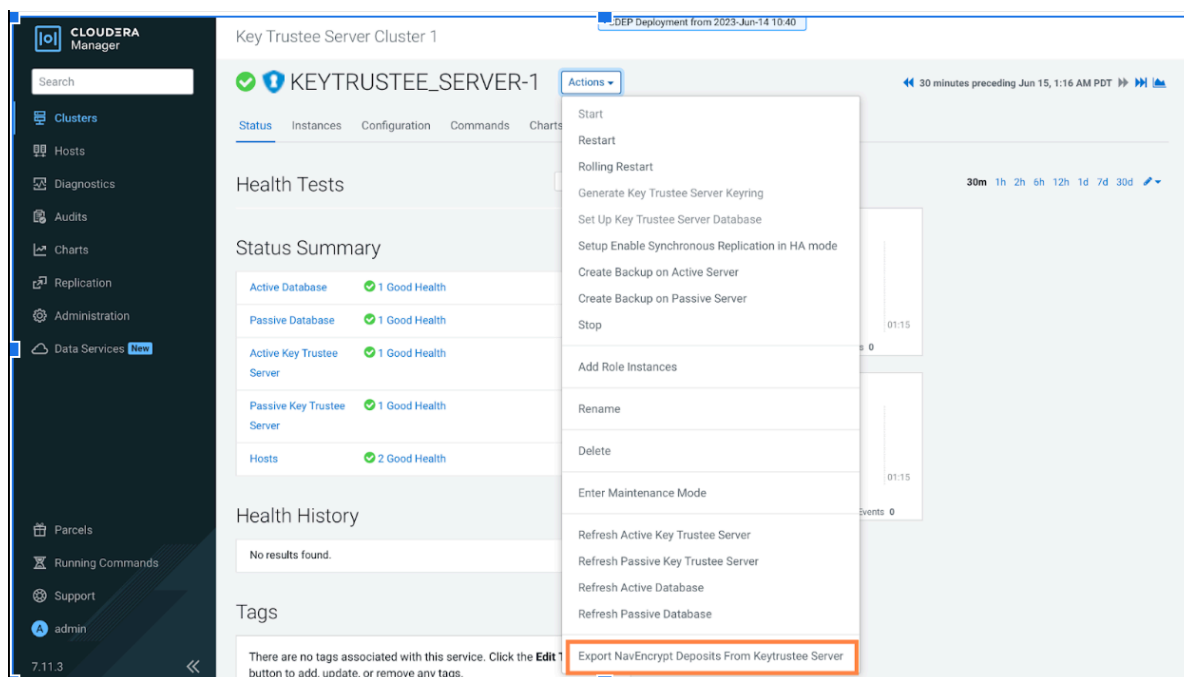 CLOUDERA
Manager
Search
Clusters
Hosts
Diagnostics
Audits
Charts
Replication
Administration
Data Services New
Parcels
Running Commands
Support
A admin
7.11.3
Key Trustee Server Cluster 1
DEP Deployment from 2023-Jun-14 10:40
KEYTRUSTEE_SERVER-1
Actions
30 minutes preceding Jun 15, 1:16 AM PDT
Status Instances Configuration Commands Charts
Health Tests
30m 1h 2h 6h 12h 1d 7d 30d
Status Summary
Active Database 1 Good Health
Passive Database 1 Good Health
Active Key Trustee
Server
1 Good Health
Passive Key Trustee
Server
1 Good Health
Hosts 2 Good Health
Health History
No results found.
Tags
There are no tags associated with this service. Click the Edit
button to add, update, or remove any tags.
Start
Restart
Rolling Restart
Generate Key Trustee Server Keyring
Set Up Key Trustee Server Database
Setup Enable Synchronous Replication in HA mode
Create Backup on Active Server
Create Backup on Passive Server
Stop
Add Role Instances
Rename
Delete
Enter Maintenance Mode
Refresh Active Key Trustee Server
Refresh Passive Key Trustee Server
Refresh Active Database
Refresh Passive Database
Export NavEncrypt Deposits From Keytrustee Server
01:15
0
01:15
Events 0